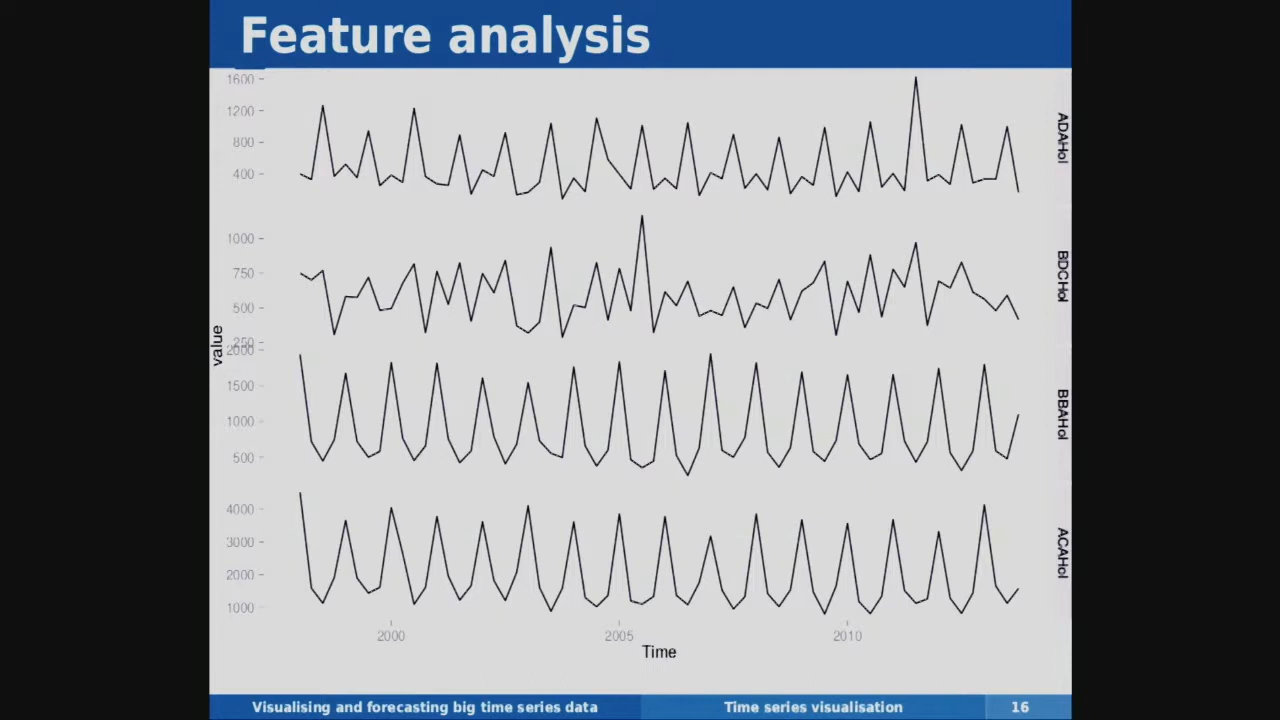 Feature analysis
1600
1200
800
400
ADAHol
1000
750
500
250
BDCHol
value
2000
1500
1000
500
BBAHol
4000
3000
2000
1000
ACAHol
2000 2005 2010
Time
Visualising and forecasting big time series data Time series visualisation 16